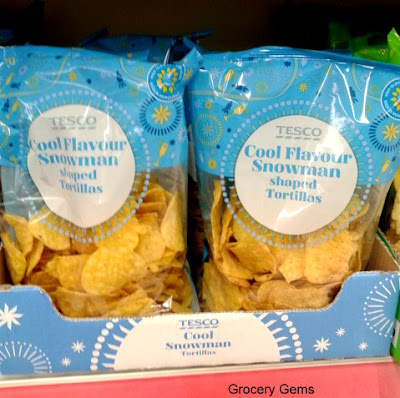 TESCO
Cool Flavour
Snowman
shaped
Tortillas
TESCO
Cool Flavour
Snowman
shaped
Tortillas
TESCO
Cool
Snowman
Tortillas
Grocery Gems